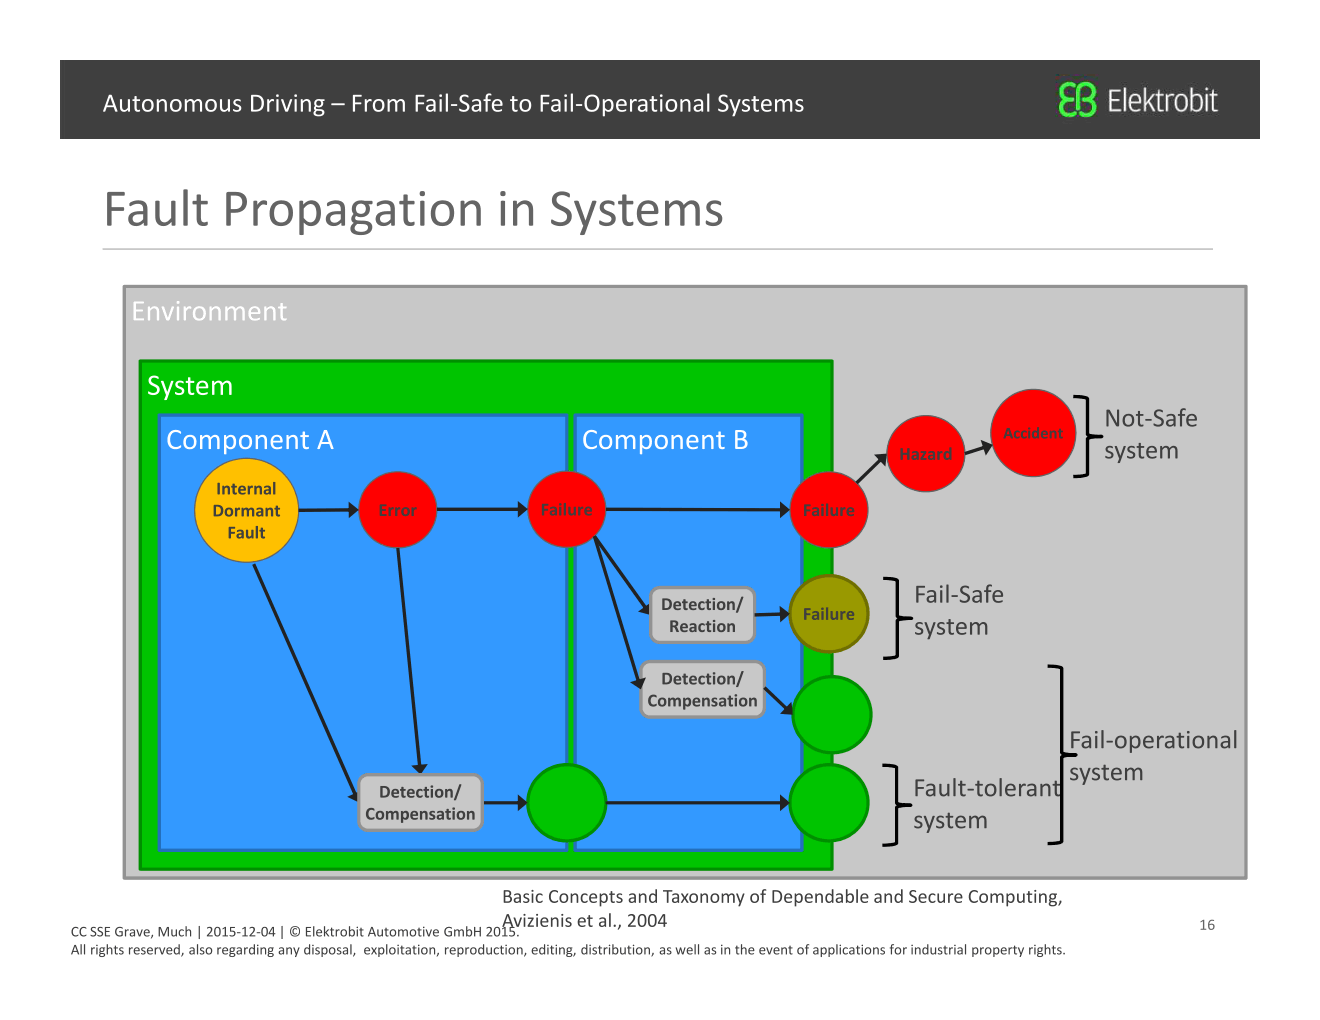 Autonomous Driving – From Fail-Safe to Fail-Operational Systems
Elektrobit
Fault Propagation in Systems
Environment
System
Component A
Component B
Internal
Dormant
Fault
Error
Failure
Failure
Hazard
Accident
Not-Safe
system
Detection/
Reaction
Failure
Fail-Safe
system
Detection/
Compensation
Fail-operational
system
Detection/
Compensation
Fault-tolerant
system
Basic Concepts and Taxonomy of Dependable and Secure Computing,
Avizienis et al., 2004
CC SSE Grave, Much | 2015-12-04 | © Elektrobit Automotive GmbH 2015.
All rights reserved, also regarding any disposal, exploitation, reproduction, editing, distribution, as well as in the event of applications for industrial property rights.
16